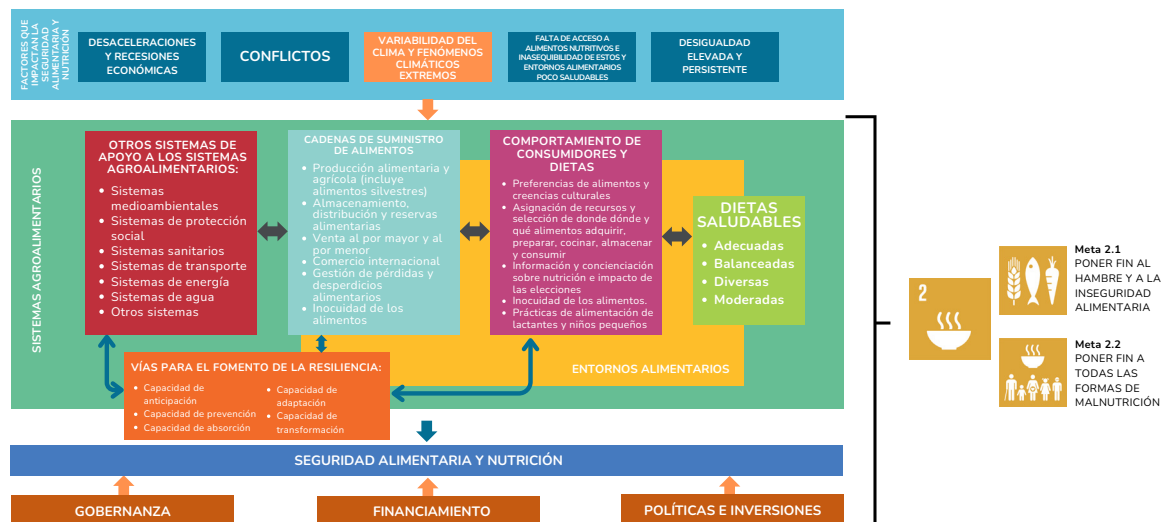 FACTORES QUE
IMPACTAN LA
SEGURIDAD
ALIMENTARIA Y
NUTRICIÓN
DESACELERACIONES
Y RECESIONES
ECONÓMICAS
CONFLICTOS
VARIABILIDAD DEL
CLIMA Y FENÓMENOS
CLIMÁTICOS
EXTREMOS
FALTA DE ACCESO A
ALIMENTOS NUTRITIVOS E
INASEQUIBILIDAD DE ESTOS Y
ENTORNOS ALIMENTARIOS
POCO SALUDABLES
DESIGUALDAD
ELEVADA Y
PERSISTENTE
SISTEMAS AGROALIMENTARIOS
OTROS SISTEMAS DE
APOYO A LOS SISTEMAS
AGROALIMENTARIOS:
• Sistemas
medioambientales
• Sistemas de protección
social
• Sistemas sanitarios
• Sistemas de transporte
• Sistemas de energía
• Sistemas de agua
• Otros sistemas
CADENAS DE SUMINISTRO
DE ALIMENTOS
• Producción alimentaria y
agrícola (incluye
alimentos silvestres)
• Almacenamiento,
distribución y reservas
alimentarias
• Venta al por mayor y al
por menor
• Comercio internacional
• Gestión de pérdidas y
desperdicios
alimentarios
• Inocuidad de los
alimentos
COMPORTAMIENTO DE
CONSUMIDORES Y
DIETAS
• Preferencias de alimentos y
creencias culturales
• Asignación de recursos y
selección de donde dónde y
qué alimentos adquirir,
preparar, cocinar, almacenar
y consumir
• Información y concienciación
sobre nutrición e impacto de
las elecciones
• Inocuidad de los alimentos.
• Prácticas de alimentación de
lactantes y niños pequeños
DIETAS
SALUDABLES
• Adecuadas
• Balanceadas
• Diversas
• Moderadas
ENTORNOS ALIMENTARIOS
VÍAS PARA EL FOMENTO DE LA RESILIENCIA:
• Capacidad de
anticipación
• Capacidad de prevención
• Capacidad de absorción
• Capacidad de
adaptación
• Capacidad de
transformación
SEGURIDAD ALIMENTARIA Y NUTRICIÓN
GOBERNANZA
FINANCIAMIENTO
POLÍTICAS E INVERSIONES
2
Meta 2.1
PONER FIN AL
HAMBRE Y A LA
INSEGURIDAD
ALIMENTARIA
Meta 2.2
PONER FIN A
TODAS LAS
FORMAS DE
MALNUTRICIÓN